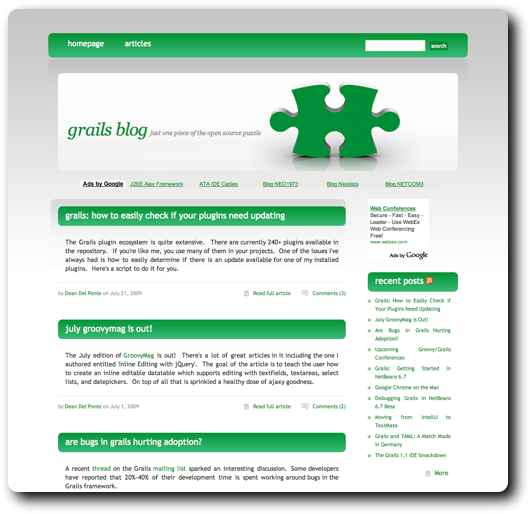 homepage articles search
grails blog just one piece of the open source puzzle
Ads by Google J2EE Ajax Framework ATA IDE Cables Blog NEO1973 Blog Neodata Blog NETCOM3
grails: how to easily check if your plugins need updating
The Grails plugin ecosystem is quite extensive. There are currently 240+ plugins available in
the repository. If you're like me, you use many of them in your projects. One of the issues I've
always had is how to easily determine if there is an update available for one of my installed
plugins. Here's a script to do it for you.
by Dean Del Ponte on July 21, 2009 Read full article Comments (3)
july groovymag is out!
The July edition of GroovyMag is out! There's a lot of great articles in it including the one I
authored entitled 'Inline Editing with jQuery'. The goal of the article is to teach the user how
to create an inline editable datatable which supports editing with textfields, textareas, select
lists, and datepickers. On top of all that is sprinkled a healthy dose of ajaxy goodness.
by Dean Del Ponte on July 1, 2009 Read full article Comments (2)
are bugs in grails hurting adoption?
A recent thread on the Grails mailing list sparked an interesting discussion. Some developers
have reported that 20%-40% of their development time is spent working around bugs in the
Grails framework.
Web Conferences
Secure - Fast - Easy -
Leader - Use WebEx
Web Conferencing
Free!
www.webex.com
Ads by Google
recent posts
Grails: How to Easily Check if
Your Plugins Need Updating
July GroovyMag is Out!
Are Bugs in Grails Hurting
Adoption?
Upcoming Groovy/Grails
Conferences
Grails: Getting Started in
NetBeans 6.7
Google Chrome on the Mac
Debugging Grails in NetBeans
6.7 Beta
Moving from IntelliJ to
TextMate
Grails and YAML: A Match Made
in Germany
The Grails 1.1 IDE Smackdown
More